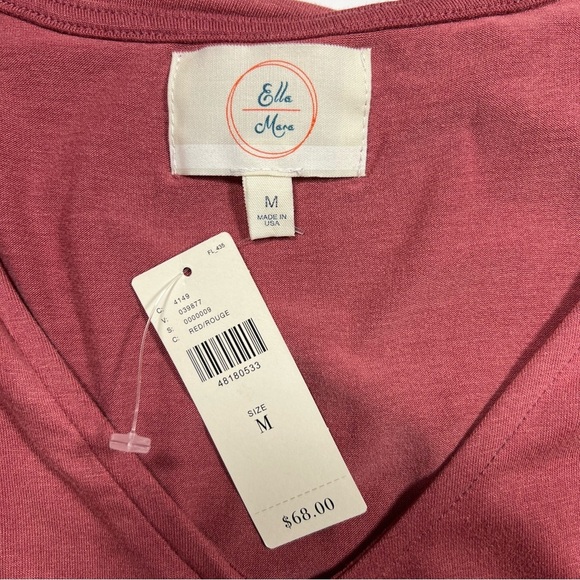 Ella
Mara
M
MADE IN
USA
FL_435
C: 4149
V: 039877
S: 0000009
C: RED/ROUGE
48180533
SIZE
M
$68.00